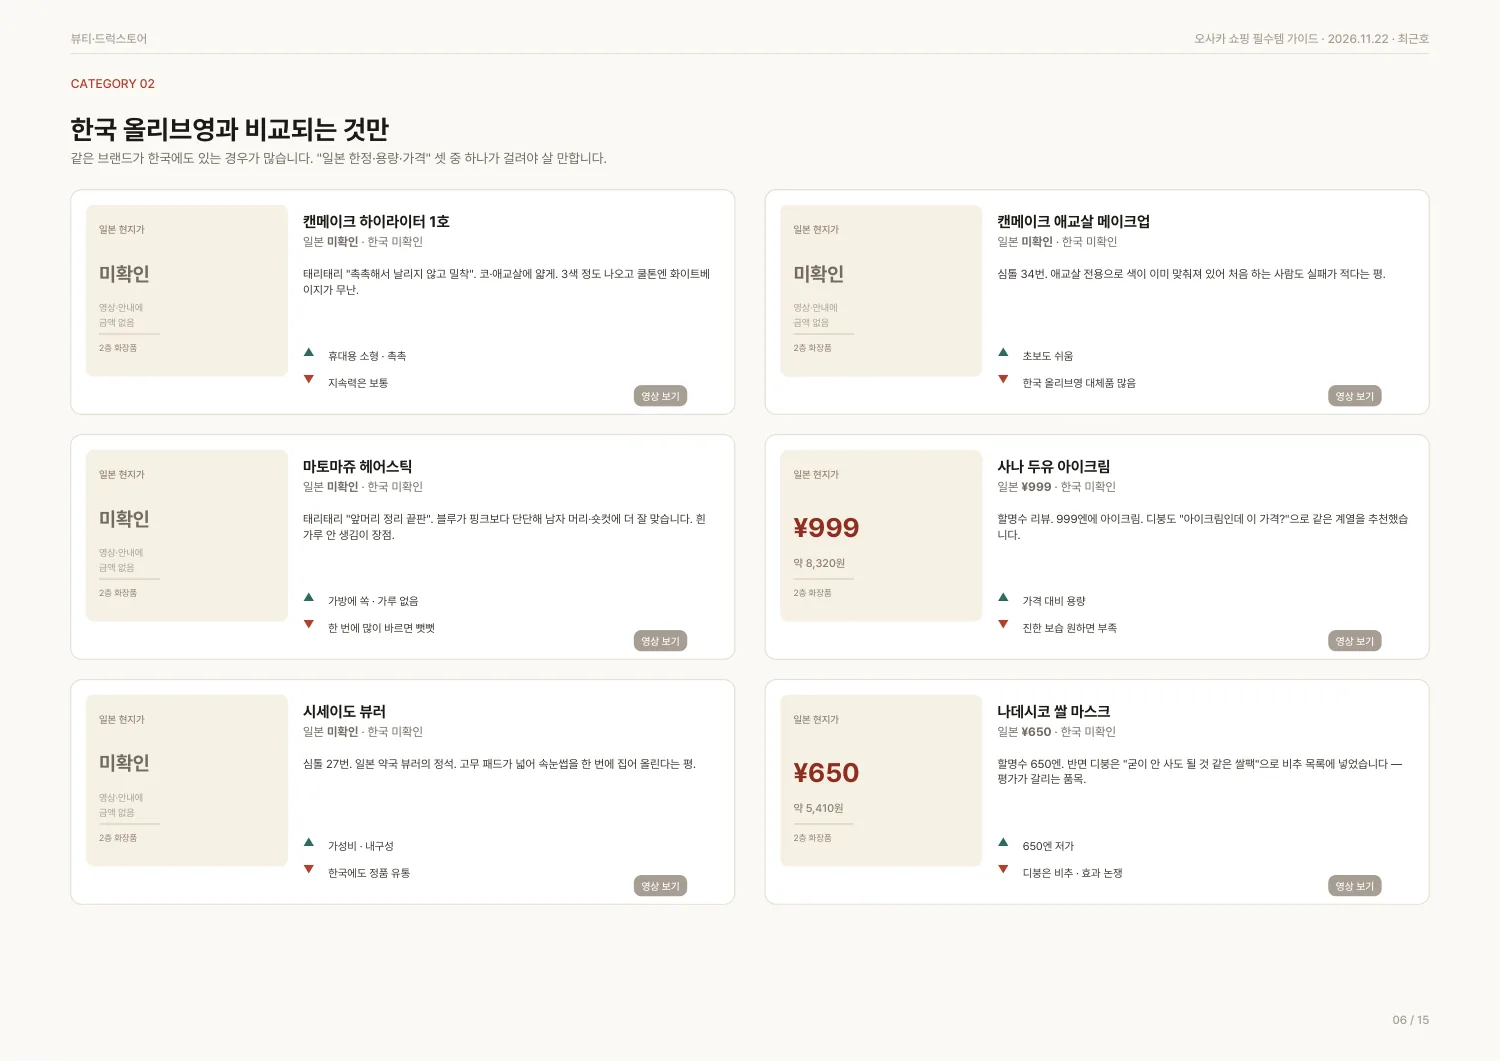 뷰티·드럭스토어
오사카 쇼핑 필수템 가이드 · 2026.11.22 · 최근호
CATEGORY 02
한국 올리브영과 비교되는 것만
같은 브랜드가 한국에도 있는 경우가 많습니다. "일본 한정·용량·가격" 셋 중 하나가 걸려야 살 만합니다.
일본 현지가
미확인
영상·안내에
금액 없음
2층 화장품
캔메이크 하이라이터 1호
일본 미확인 · 한국 미확인
태리태리 "촉촉해서 날리지 않고 밀착". 코·애교살에 얇게. 3색 정도 나오고 쿨톤엔 화이트베
이지가 무난.
▲ 휴대용 소형 · 촉촉
▼ 지속력은 보통
영상 보기
일본 현지가
미확인
영상·안내에
금액 없음
2층 화장품
캔메이크 애교살 메이크업
일본 미확인 · 한국 미확인
심톨 34번. 애교살 전용으로 색이 이미 맞춰져 있어 처음 하는 사람도 실패가 적다는 평.
▲ 초보도 쉬움
▼ 한국 올리브영 대체품 많음
영상 보기
일본 현지가
미확인
영상·안내에
금액 없음
2층 화장품
마토마쥬 헤어스틱
일본 미확인 · 한국 미확인
태리태리 "앞머리 정리 끝판". 블루가 핑크보다 단단해 남자 머리·숏컷에 더 잘 맞습니다. 흰
가루 안 생김이 장점.
▲ 가방에 쏙 · 가루 없음
▼ 한 번에 많이 바르면 뻣뻣
영상 보기
일본 현지가
¥999
약 8,320원
2층 화장품
사나 두유 아이크림
일본 ¥999 · 한국 미확인
할명수 리뷰. 999엔에 아이크림. 디붕도 "아이크림인데 이 가격?"으로 같은 계열을 추천했습
니다.
▲ 가격 대비 용량
▼ 진한 보습 원하면 부족
영상 보기
일본 현지가
미확인
영상·안내에
금액 없음
2층 화장품
시세이도 뷰러
일본 미확인 · 한국 미확인
심톨 27번. 일본 약국 뷰러의 정석. 고무 패드가 넓어 속눈썹을 한 번에 집어 올린다는 평.
▲ 가성비 · 내구성
▼ 한국에도 정품 유통
영상 보기
일본 현지가
¥650
약 5,410원
2층 화장품
나데시코 쌀 마스크
일본 ¥650 · 한국 미확인
할명수 650엔. 반면 디붕은 "굳이 안 사도 될 것 같은 쌀팩"으로 비추 목록에 넣었습니다 —
평가가 갈리는 품목.
▲ 650엔 저가
▼ 디붕은 비추 · 효과 논쟁
영상 보기
06 / 15